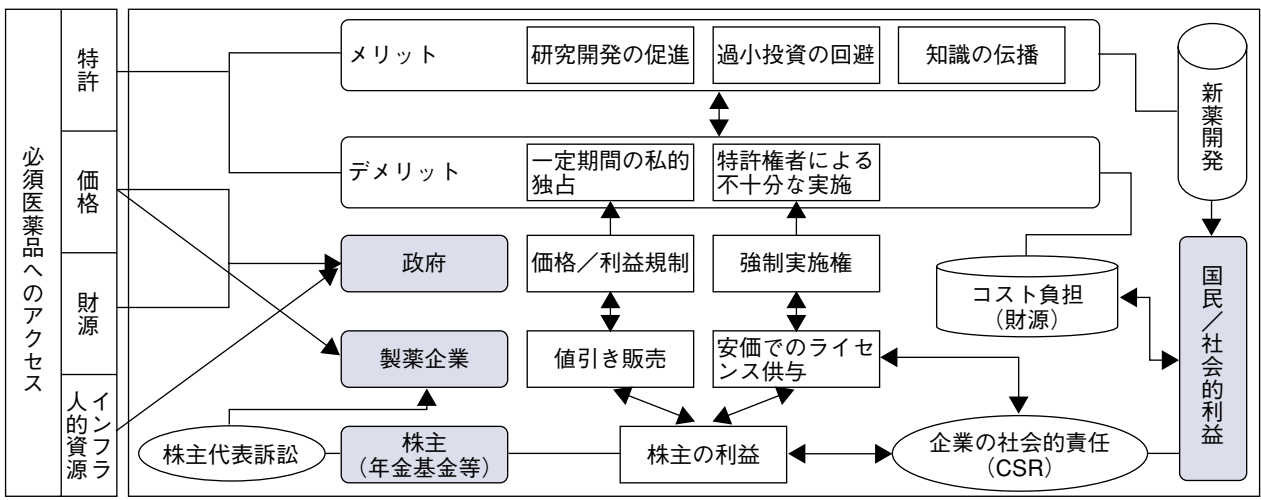 必須医薬品へのアクセス
特許
価格
財源
インフラ
人的資源
メリット
研究開発の促進
過小投資の回避
知識の伝播
デメリット
一定期間の私的
独占
特許権者による
不十分な実施
政府
価格／利益規制
強制実施権
製薬企業
値引き販売
安価でのライセ
ンス供与
株主代表訴訟
株主
（年金基金等）
株主の利益
企業の社会的責任
（CSR）
コスト負担
（財源）
新薬開発
国民／社会的利益